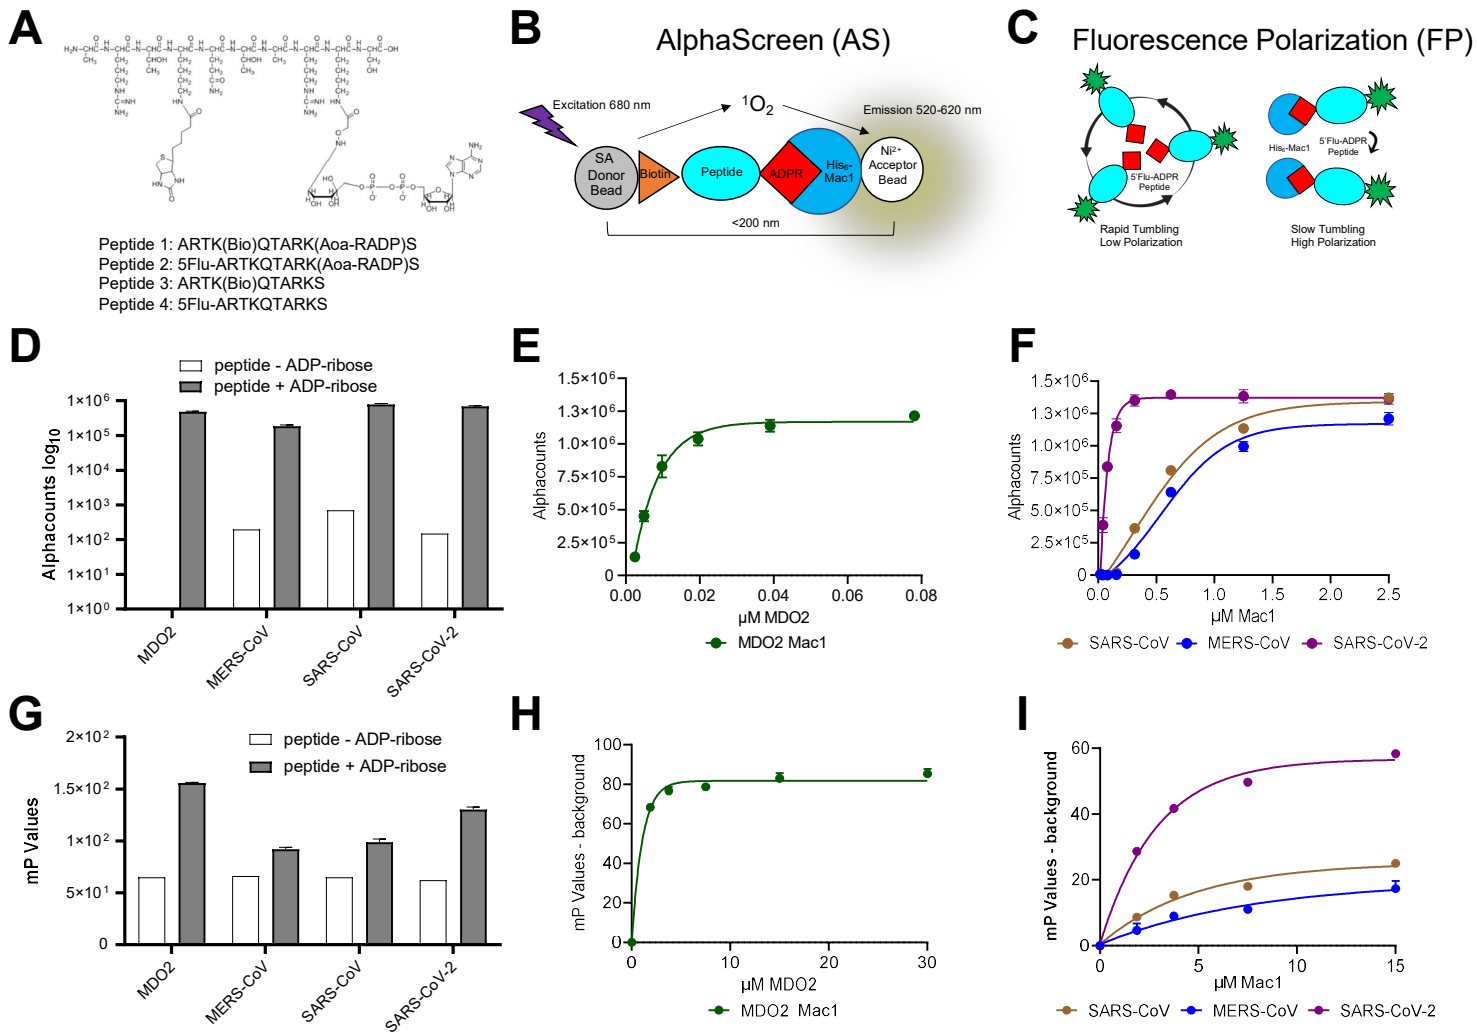 A
Peptide 1: ARTK(Bio)QTARK(Aoa-RADP)S
Peptide 2: 5Flu-ARTKQTARK(Aoa-RADP)S
Peptide 3: ARTK(Bio)QTARKS
Peptide 4: 5Flu-ARTKQTARKS
B
AlphaScreen (AS)
Excitation 680 nm
¹O₂
Emission 520-620 nm
SA
Donor
Bead
Biotin
Peptide
ADPR
His₆-
Mac1
Ni²⁺
Acceptor
Bead
<200 nm
C
Fluorescence Polarization (FP)
5'Flu-ADPR
Peptide
Rapid Tumbling
Low Polarization
His₆-Mac1
5'Flu-ADPR
Peptide
Slow Tumbling
High Polarization
D
peptide - ADP-ribose
peptide + ADP-ribose
Alphacounts log₁₀
1×10⁶
1×10⁵
1×10⁴
1×10³
1×10²
1×10¹
1×10⁰
MDO2
MERS-CoV
SARS-CoV
SARS-CoV-2
E
Alphacounts
1.5×10⁶
1.3×10⁶
1.0×10⁶
7.5×10⁵
5.0×10⁵
2.5×10⁵
0
0.00 0.02 0.04 0.06 0.08
µM MDO2
MDO2 Mac1
F
Alphacounts
1.5×10⁶
1.3×10⁶
1.0×10⁶
7.5×10⁵
5.0×10⁵
2.5×10⁵
0
0.0 0.5 1.0 1.5 2.0 2.5
µM Mac1
SARS-CoV MERS-CoV SARS-CoV-2
G
peptide - ADP-ribose
peptide + ADP-ribose
mP Values
2×10²
1.5×10²
1×10²
5×10¹
0
MDO2
MERS-CoV
SARS-CoV
SARS-CoV-2
H
mP Values - background
100
80
60
40
20
0
0 10 20 30
µM MDO2
MDO2 Mac1
I
mP Values - background
60
40
20
0
0 5 10 15
µM Mac1
SARS-CoV MERS-CoV SARS-CoV-2